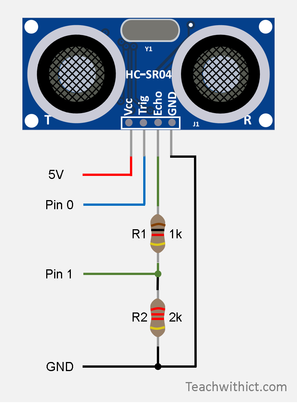 Y1
HC-SR04
Vcc
Trig
Echo
GND
J1
T
R
5V
Pin 0
R1 1k
Pin 1
R2 2k
GND
Teachwithict.com